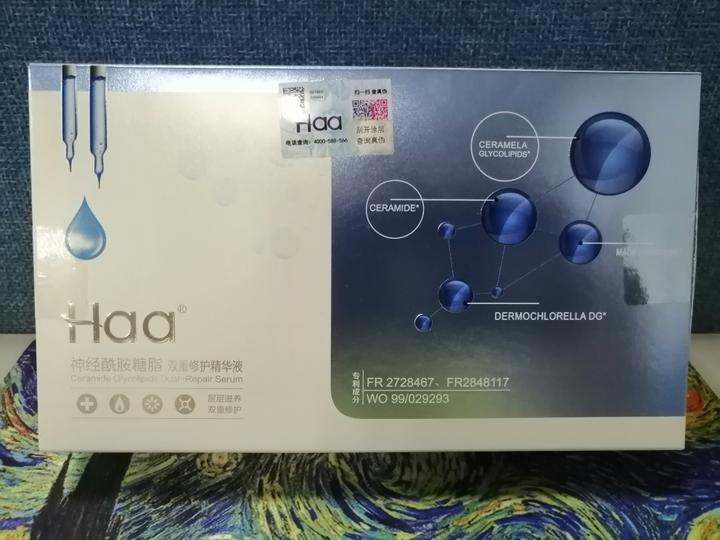 扫一扫 查真伪
Haa
刮开涂层
查询真伪
电话查询：4000-588-566
CERAMELA
GLYCOLIPIDS*
CERAMIDE*
DERMOCHLORELLA DG*
Haa®
神经酰胺糖脂 双重修护精华液
Ceramide Glycolipids Dual-Repair Serum
层层滋养
双重修护
专利成分
FR 2728467、FR2848117
WO 99/029293